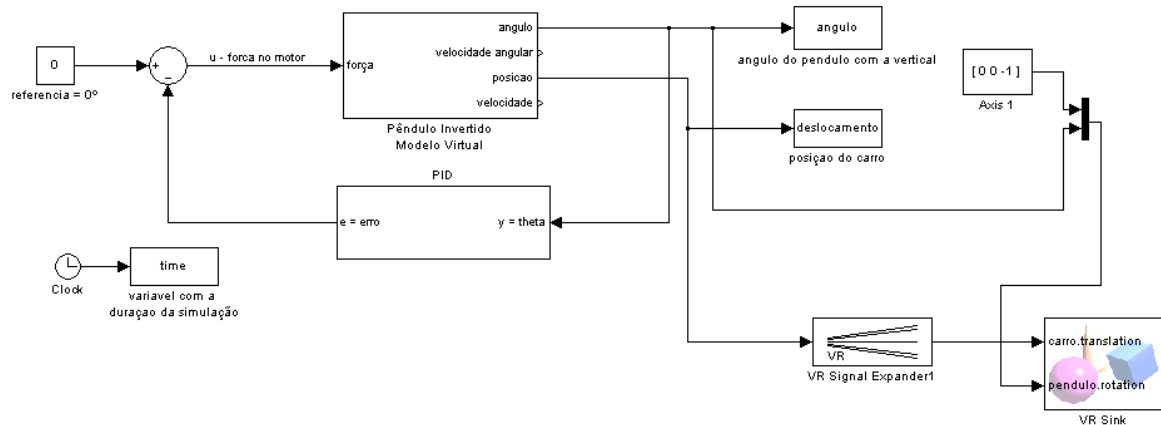 0
referencia = 0º
+
−
u - forca no motor
força
angulo
velocidade angular
posicao
velocidade
Pêndulo Invertido
Modelo Virtual
angulo
angulo do pendulo com a vertical
deslocamento
posiçao do carro
[ 0 0 -1 ]
Axis 1
PID
e = erro
y = theta
Clock
time
variavel com a
duraçao da simulação
VR
VR Signal Expander1
carro.translation
pendulo.rotation
VR Sink